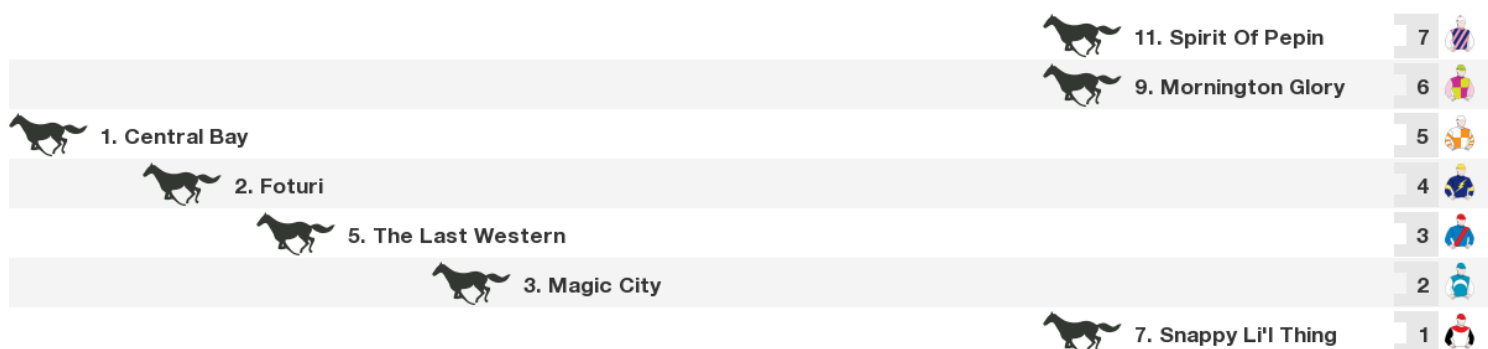 11. Spirit Of Pepin 7
9. Mornington Glory 6
1. Central Bay 5
2. Foturi 4
5. The Last Western 3
3. Magic City 2
7. Snappy Li'l Thing 1